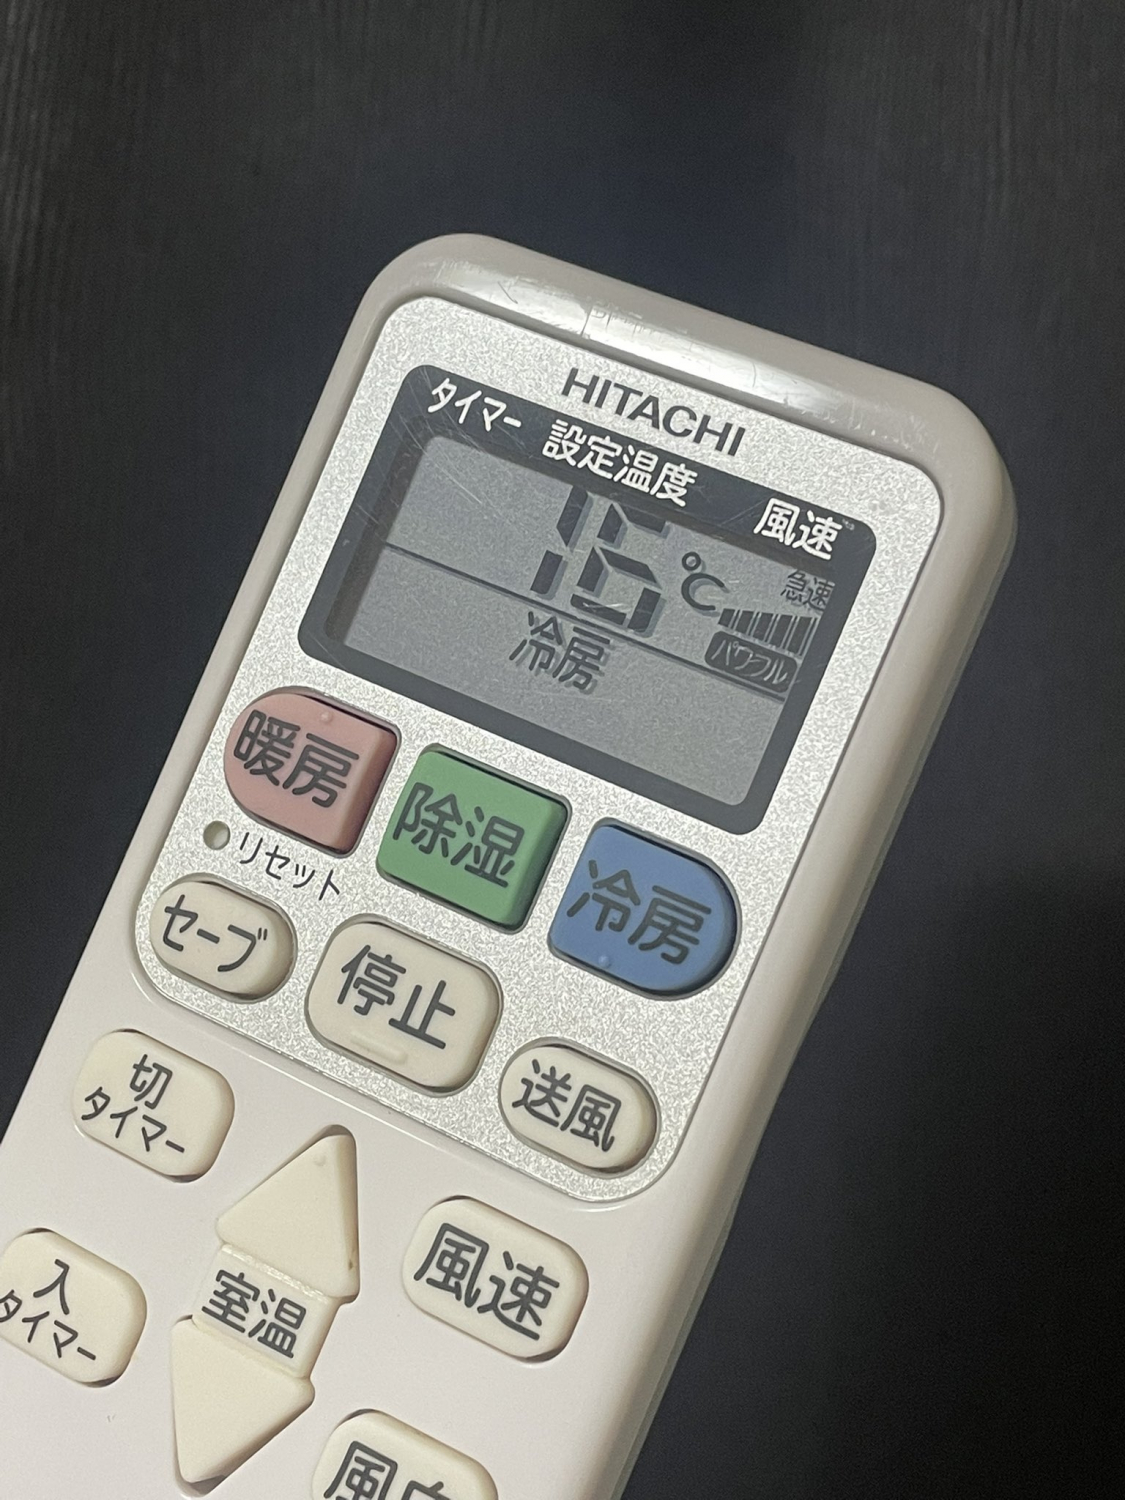 HITACHI
タイマー 設定温度 風速
急速
℃
冷房 パワフル
暖房 除湿 冷房
リセット
セーブ 停止 送風
切
タイマー
室温 風速
入
タイマー